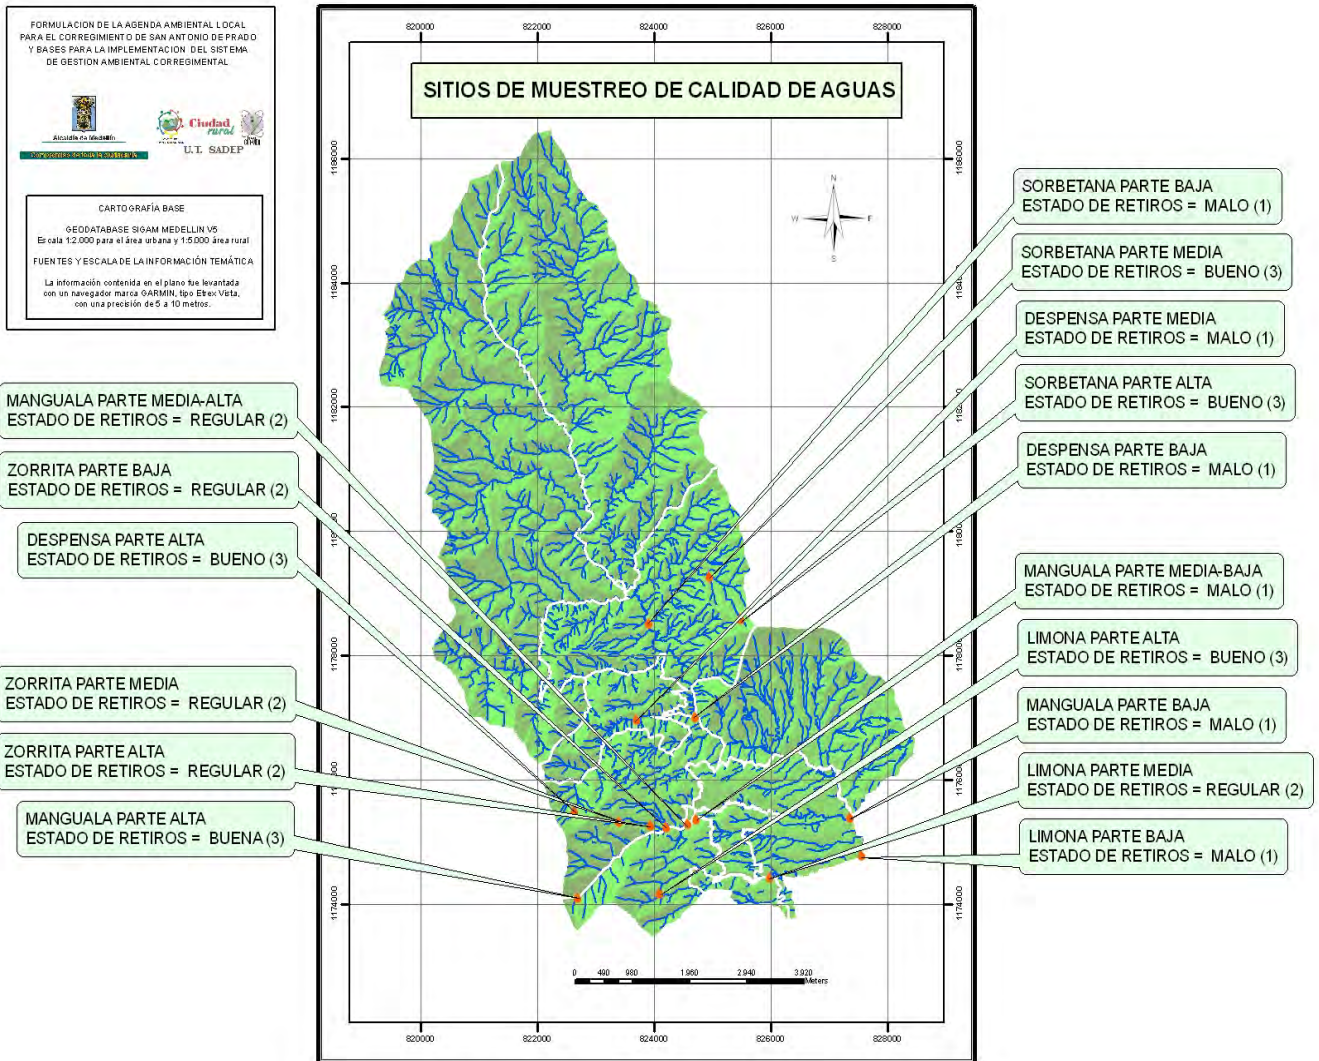 FORMULACION DE LA AGENDA AMBIENTAL LOCAL
PARA EL CORREGIMIENTO DE SAN ANTONIO DE PRADO
Y BASES PARA LA IMPLEMENTACION DEL SISTEMA
DE GESTION AMBIENTAL CORREGIMENTAL
Alcaldía de Medellín
Ciudad
rural
U.T. SADEP
CARTOGRAFÍA BASE
GEODATABASE SIGAM MEDELLIN V5
Escala 1:2.000 para el área urbana y 1:5.000 área rural
FUENTES Y ESCALA DE LA INFORMACIÓN TEMÁTICA
La información contenida en el plano fue levantada
con un navegador marca GARMIN, tipo Etrex Vista,
con una precisión de 5 a 10 metros.
820000 822000 824000 826000 828000
SITIOS DE MUESTREO DE CALIDAD DE AGUAS
N
W E
S
1186000 1186000
1184000
1182000
1178000 1178000
1176000
1174000 1174000
MANGUALA PARTE MEDIA-ALTA
ESTADO DE RETIROS = REGULAR (2)
ZORRITA PARTE BAJA
ESTADO DE RETIROS = REGULAR (2)
DESPENSA PARTE ALTA
ESTADO DE RETIROS = BUENO (3)
ZORRITA PARTE MEDIA
ESTADO DE RETIROS = REGULAR (2)
ZORRITA PARTE ALTA
ESTADO DE RETIROS = REGULAR (2)
MANGUALA PARTE ALTA
ESTADO DE RETIROS = BUENA (3)
SORBETANA PARTE BAJA
ESTADO DE RETIROS = MALO (1)
SORBETANA PARTE MEDIA
ESTADO DE RETIROS = BUENO (3)
DESPENSA PARTE MEDIA
ESTADO DE RETIROS = MALO (1)
SORBETANA PARTE ALTA
ESTADO DE RETIROS = BUENO (3)
DESPENSA PARTE BAJA
ESTADO DE RETIROS = MALO (1)
MANGUALA PARTE MEDIA-BAJA
ESTADO DE RETIROS = MALO (1)
LIMONA PARTE ALTA
ESTADO DE RETIROS = BUENO (3)
MANGUALA PARTE BAJA
ESTADO DE RETIROS = MALO (1)
LIMONA PARTE MEDIA
ESTADO DE RETIROS = REGULAR (2)
LIMONA PARTE BAJA
ESTADO DE RETIROS = MALO (1)
0 490 980 1.960 2.940 3.920
Meters
820000 822000 824000 826000 828000